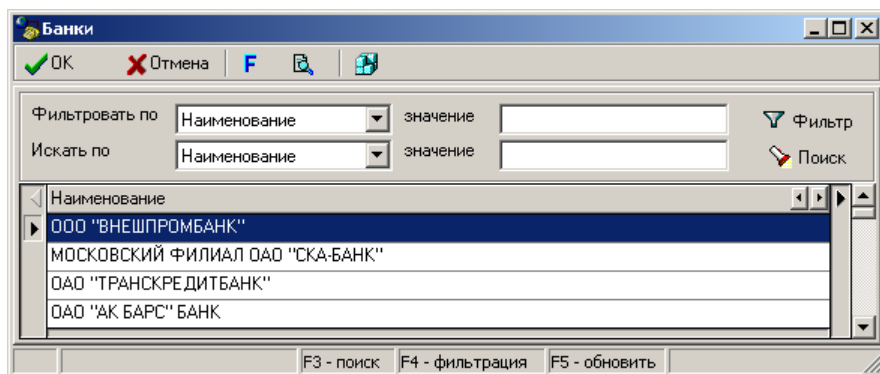 Банки
OK Отмена F
Фильтровать по Наименование значение Фильтр
Искать по Наименование значение Поиск
Наименование
ООО "ВНЕШПРОМБАНК"
МОСКОВСКИЙ ФИЛИАЛ ОАО "СКА-БАНК"
ОАО "ТРАНСКРЕДИТБАНК"
ОАО "АК БАРС" БАНК
F3 - поиск F4 - фильтрация F5 - обновить